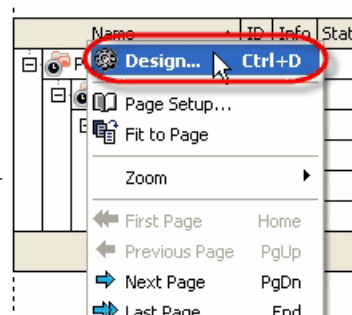 Name ID Info Stat
P
Design... Ctrl+D
Page Setup...
Fit to Page
Zoom
First Page Home
Previous Page PgUp
Next Page PgDn
Last Page End